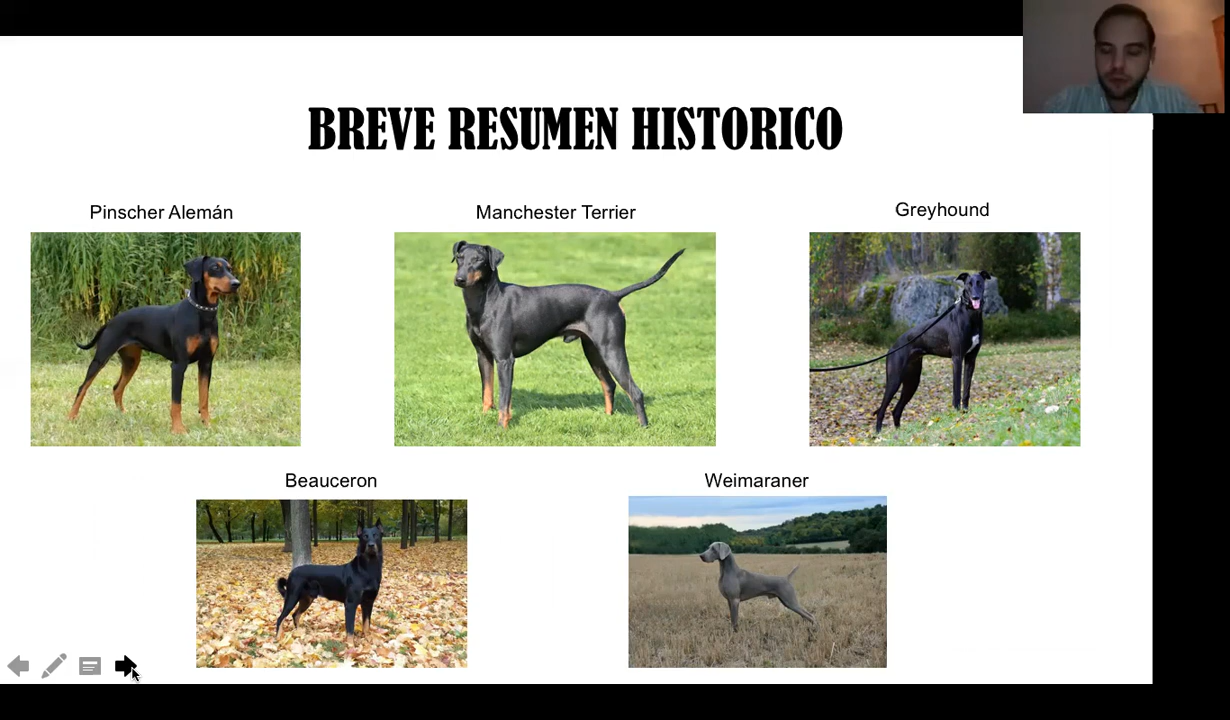 BREVE RESUMEN HISTORICO
Pinscher Alemán
Manchester Terrier
Greyhound
Beauceron
Weimaraner